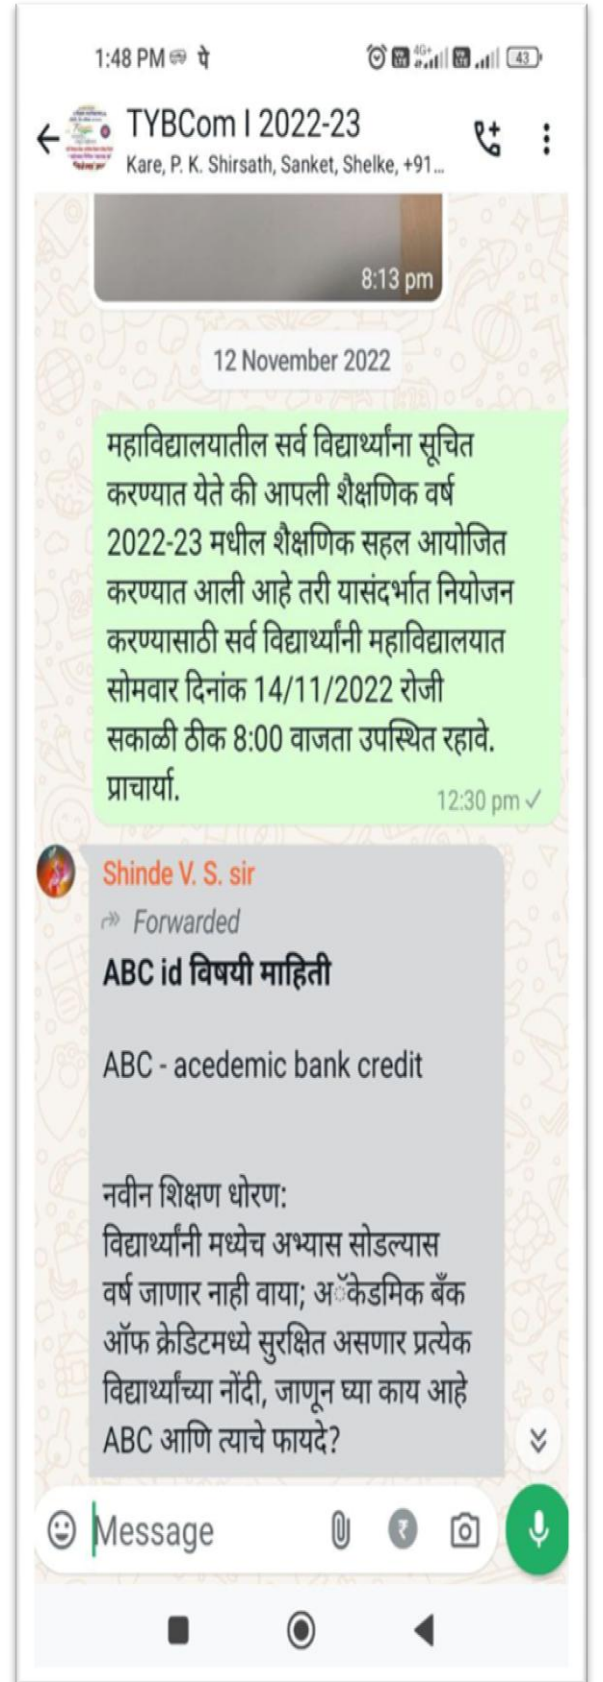 1:48 PM पे 4G+ 43
TYBCom I 2022-23
Kare, P. K. Shirsath, Sanket, Shelke, +91...
8:13 pm
12 November 2022
महाविद्यालयातील सर्व विद्यार्थ्यांना सूचित
करण्यात येते की आपली शैक्षणिक वर्ष
2022-23 मधील शैक्षणिक सहल आयोजित
करण्यात आली आहे तरी यासंदर्भात नियोजन
करण्यासाठी सर्व विद्यार्थ्यांनी महाविद्यालयात
सोमवार दिनांक 14/11/2022 रोजी
सकाळी ठीक 8:00 वाजता उपस्थित रहावे.
प्राचार्या.
12:30 pm
Shinde V. S. sir
Forwarded
ABC id विषयी माहिती
ABC - acedemic bank credit
नवीन शिक्षण धोरण:
विद्यार्थ्यांनी मध्येच अभ्यास सोडल्यास
वर्ष जाणार नाही वाया; अॅकेडमिक बँक
ऑफ क्रेडिटमध्ये सुरक्षित असणार प्रत्येक
विद्यार्थ्यांच्या नोंदी, जाणून घ्या काय आहे
ABC आणि त्याचे फायदे?
Message ₹